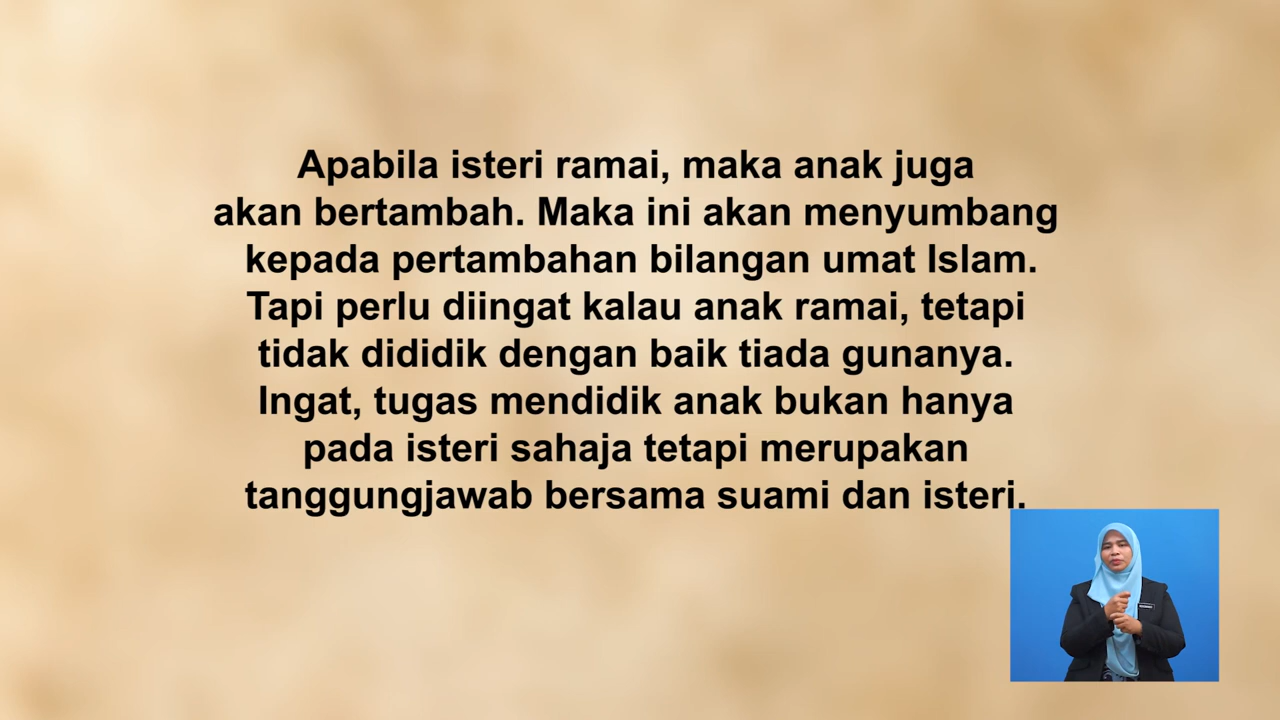 Apabila isteri ramai, maka anak juga
akan bertambah. Maka ini akan menyumbang
kepada pertambahan bilangan umat Islam.
Tapi perlu diingat kalau anak ramai, tetapi
tidak dididik dengan baik tiada gunanya.
Ingat, tugas mendidik anak bukan hanya
pada isteri sahaja tetapi merupakan
tanggungjawab bersama suami dan isteri.